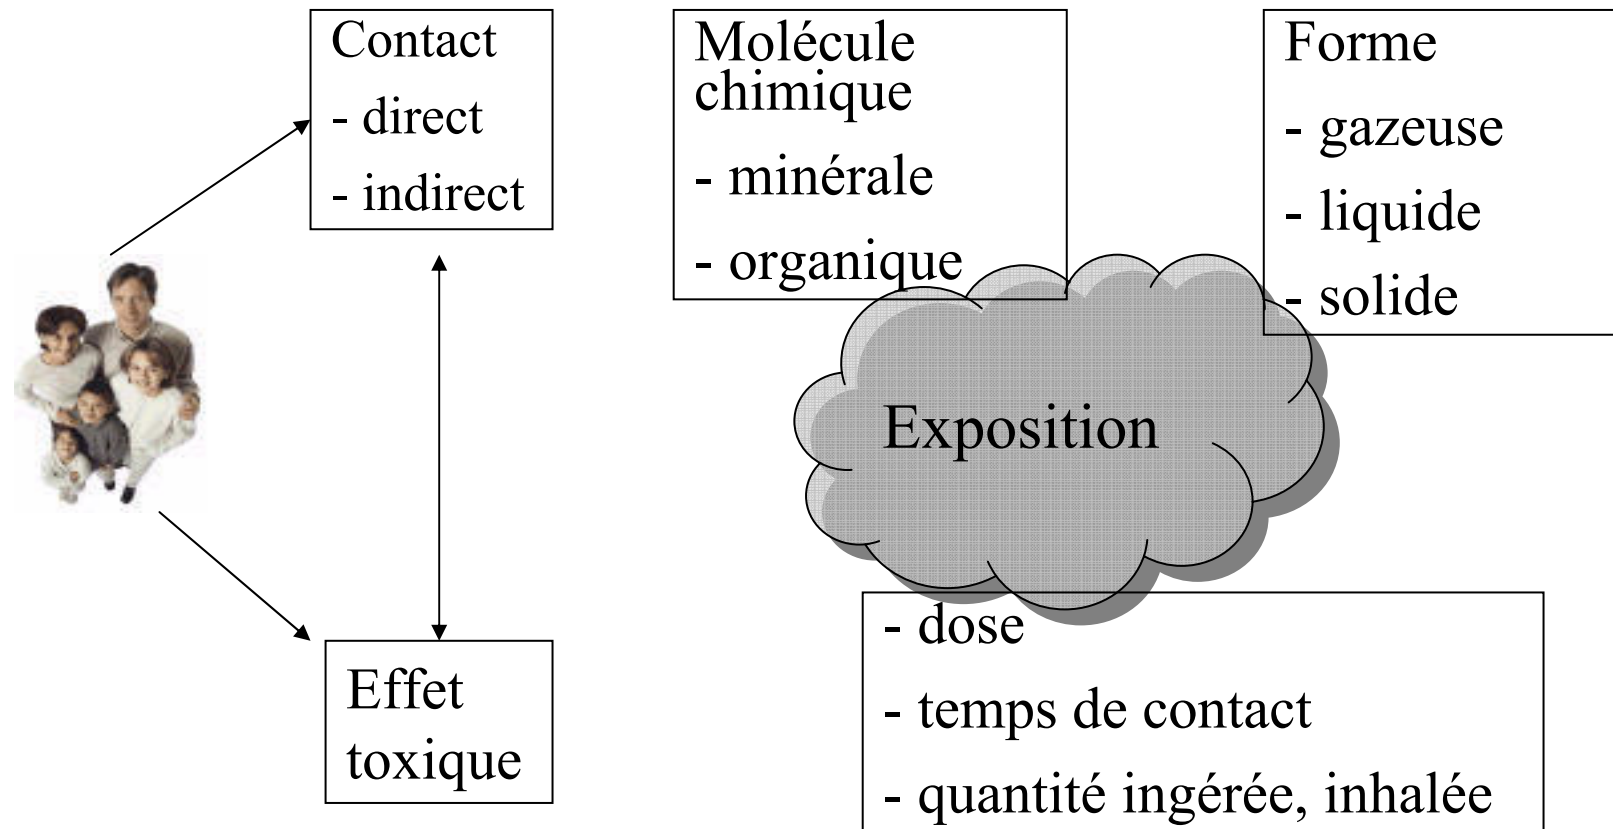 Contact
- direct
- indirect
Molécule
chimique
- minérale
- organique
Forme
- gazeuse
- liquide
- solide
Exposition
Effet
toxique
- dose
- temps de contact
- quantité ingérée, inhalée